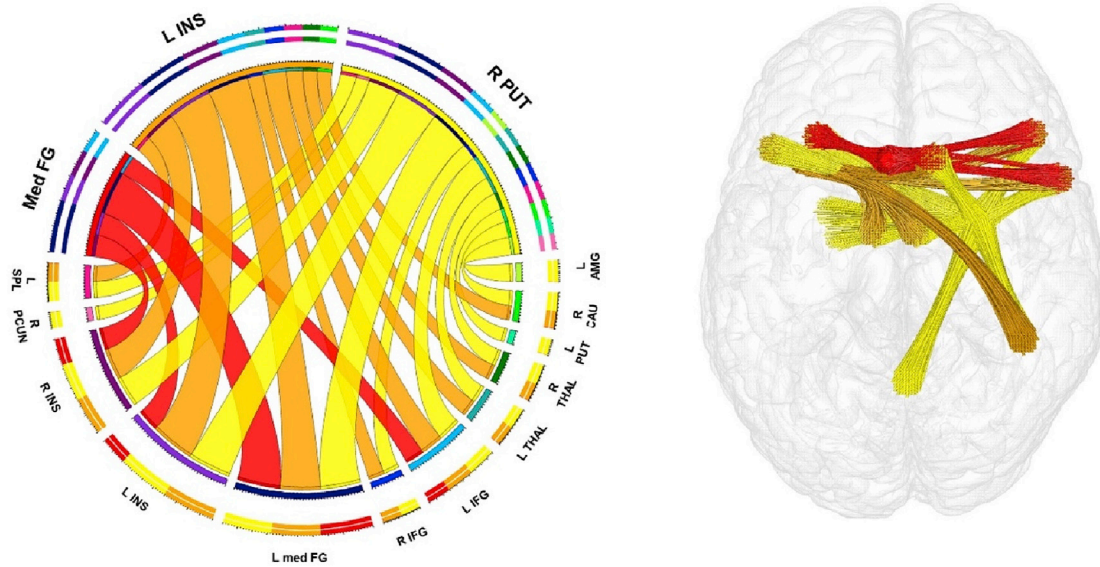 L INS
R PUT
Med FG
L
SPL
R
PCUN
R INS
L INS
L med FG
R IFG
L IFG
L THAL
R
THAL
L
PUT
R
CAU
L
AMG